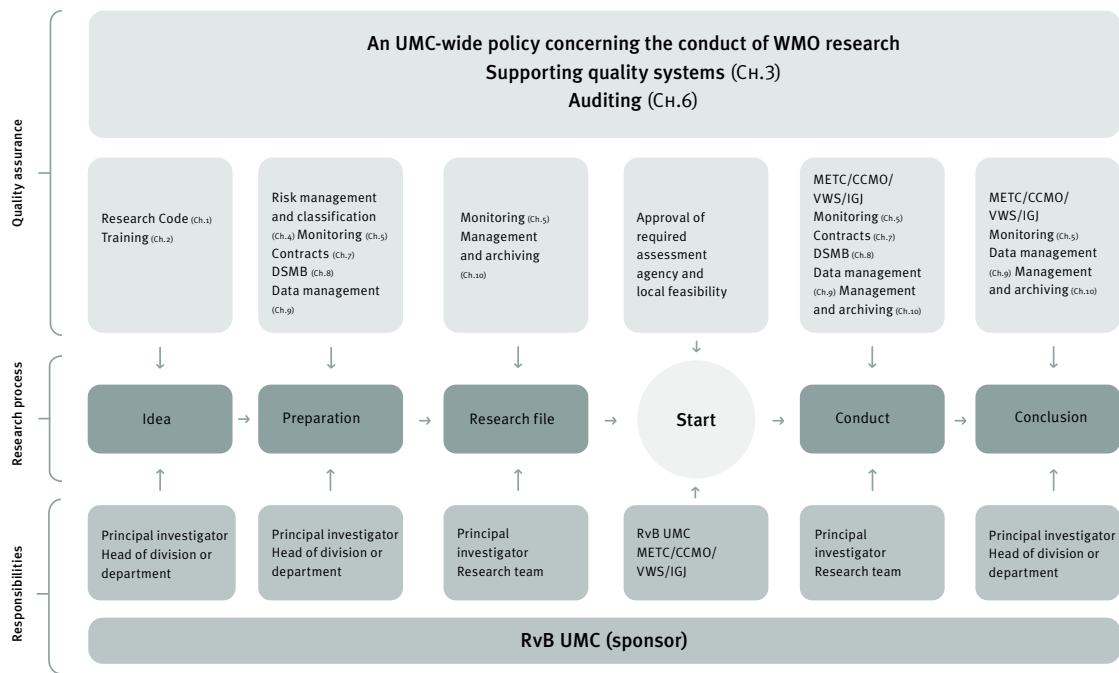 An UMC-wide policy concerning the conduct of WMO research
Supporting quality systems (CH.3)
Auditing (CH.6)
Quality assurance
Research Code (Ch.1)
Training (Ch.2)
Risk management
and classification
(Ch.4) Monitoring (Ch.5)
Contracts (Ch.7)
DSMB (Ch.8)
Data management
(Ch.9)
Monitoring (Ch.5)
Management
and archiving
(Ch.10)
Approval of
required
assessment
agency and
local feasibility
METC/CCMO/
VWS/IGJ
Monitoring (Ch.5)
Contracts (Ch.7)
DSMB (Ch.8)
Data management
(Ch.9) Management
and archiving (Ch.10)
METC/CCMO/
VWS/IGJ
Monitoring (Ch.5)
Data management
(Ch.9) Management
and archiving (Ch.10)
Research process
Idea
Preparation
Research file
Start
Conduct
Conclusion
Responsibilities
Principal investigator
Head of division or
department
Principal investigator
Head of division or
department
Principal
investigator
Research team
RvB UMC
METC/CCMO/
VWS/IGJ
Principal
investigator
Research team
Principal investigator
Head of division or
department
RvB UMC (sponsor)